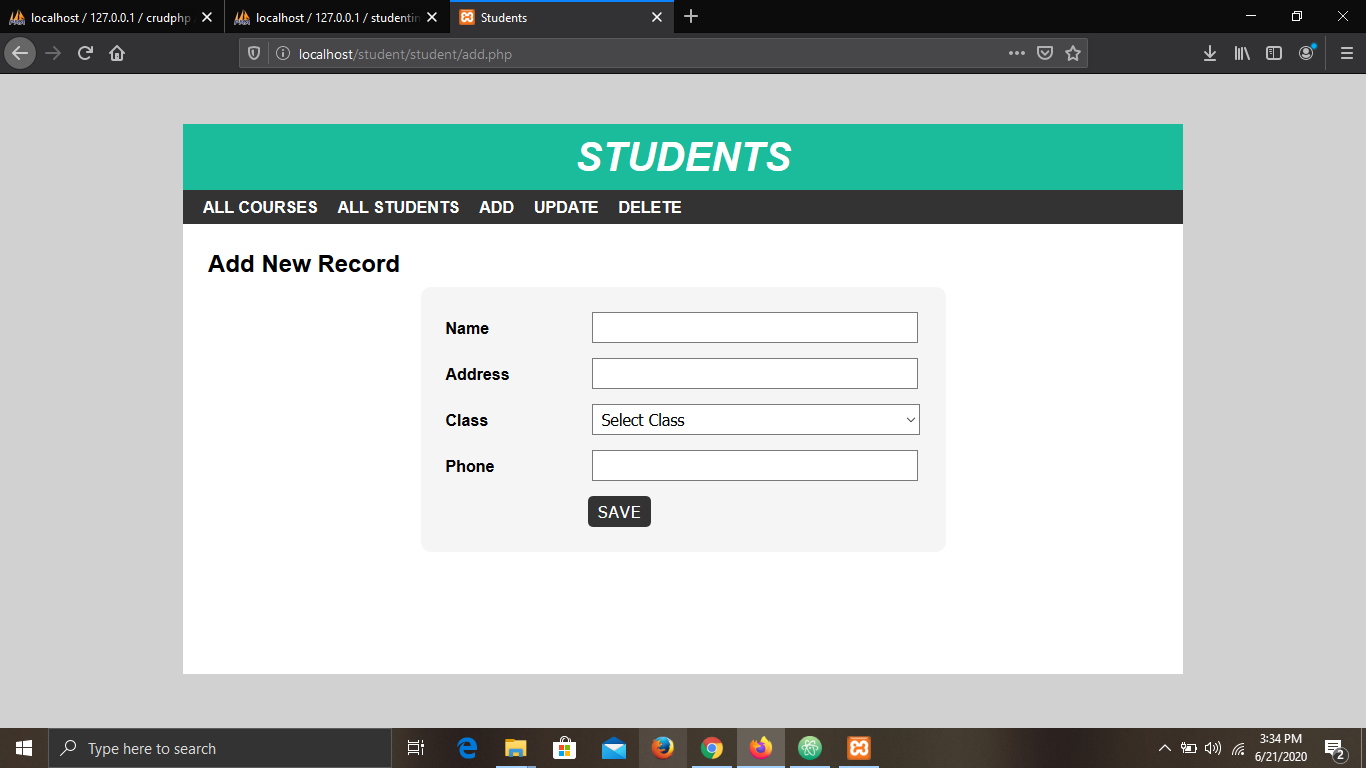 localhost / 127.0.0.1 / crudphp
localhost / 127.0.0.1 / studentin
Students
localhost/student/student/add.php
STUDENTS
ALL COURSES ALL STUDENTS ADD UPDATE DELETE
Add New Record
Name
Address
Class
Select Class
Phone
SAVE
Type here to search
3:34 PM
6/21/2020
2